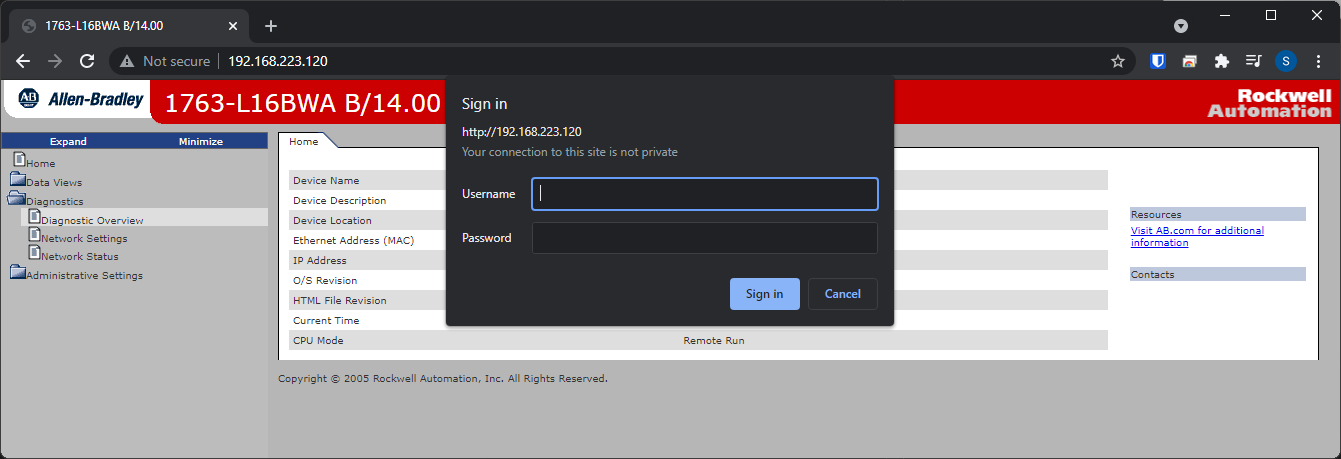 1763-L16BWA B/14.00
Not secure 192.168.223.120 S
AB Allen-Bradley 1763-L16BWA B/14.00
Rockwell
Automation
Sign in
http://192.168.223.120
Your connection to this site is not private
Username
Password
Sign in Cancel
Expand Minimize
Home
Data Views
Diagnostics
Diagnostic Overview
Network Settings
Network Status
Administrative Settings
Home
Device Name
Device Description
Device Location
Ethernet Address (MAC)
IP Address
O/S Revision
HTML File Revision
Current Time
CPU Mode Remote Run
Resources
Visit AB.com for additional
information
Contacts
Copyright © 2005 Rockwell Automation, Inc. All Rights Reserved.